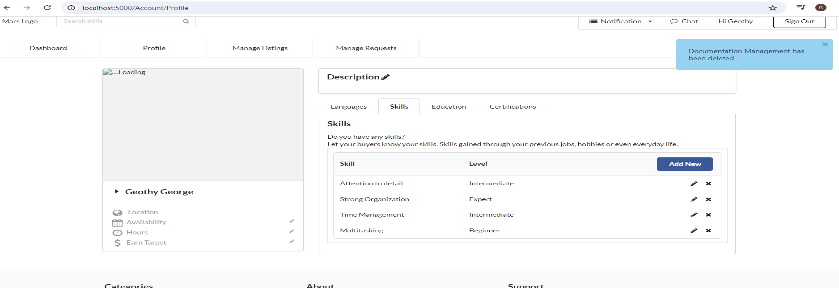 localhost:5000/Account/Profile
G
Mars Logo
Search skills
Notification
Chat
Hi Geothy
Sign Out
Dashboard
Profile
Manage Listings
Manage Requests
Documentation Management has
been deleted
...Loading
Geothy George
Location
Availability
Hours
Earn Target
Description
Languages
Skills
Education
Certifications
Skills
Do you have any skills?
Let your buyers know your skills. Skills gained through your previous jobs, hobbies or even everyday life.
Skill Level Add New
Attention to detail Intermediate
Strong Organization Expert
Time Management Intermediate
Multitasking Beginner
Categories
About
Support